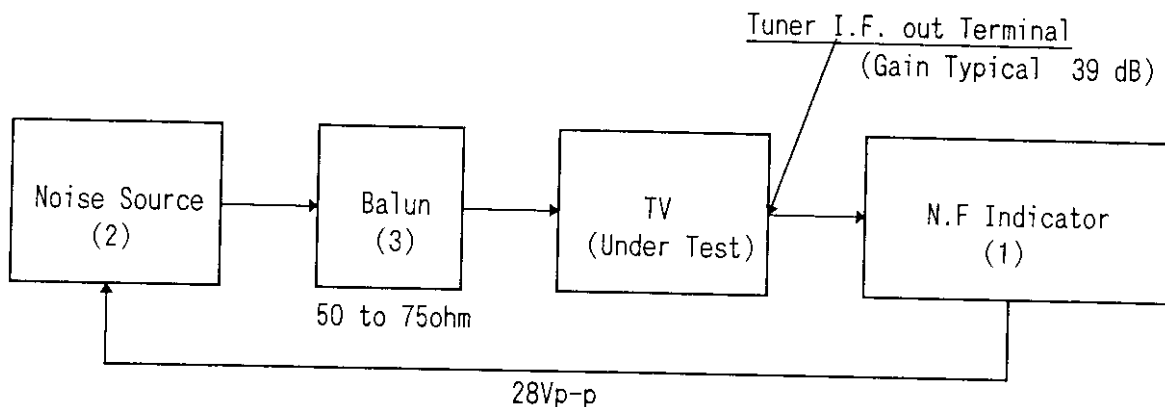 Tuner I.F. out Terminal
(Gain Typical 39 dB)
Noise Source
(2)
Balun
(3)
50 to 75ohm
TV
(Under Test)
N.F Indicator
(1)
28Vp-p